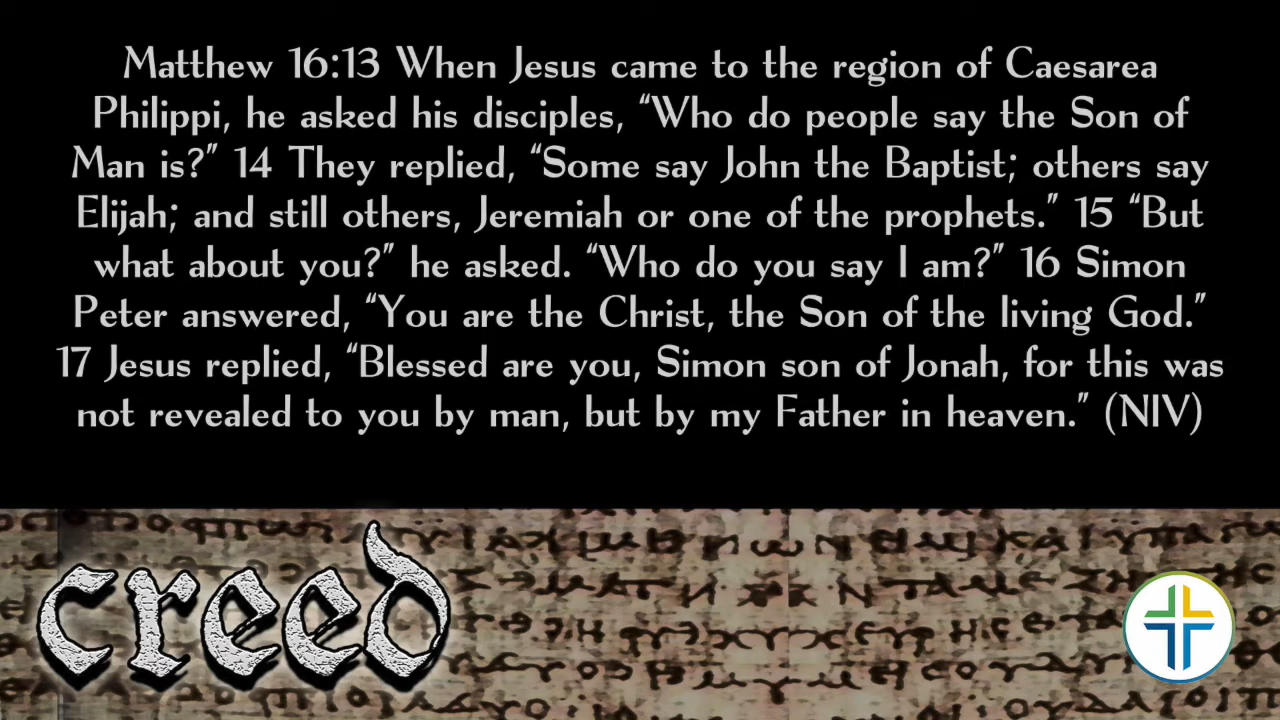 Matthew 16:13 When Jesus came to the region of Caesarea
Philippi, he asked his disciples, “Who do people say the Son of
Man is?” 14 They replied, “Some say John the Baptist; others say
Elijah; and still others, Jeremiah or one of the prophets.” 15 “But
what about you?” he asked. “Who do you say I am?” 16 Simon
Peter answered, “You are the Christ, the Son of the living God.”
17 Jesus replied, “Blessed are you, Simon son of Jonah, for this was
not revealed to you by man, but by my Father in heaven.” (NIV)
creed